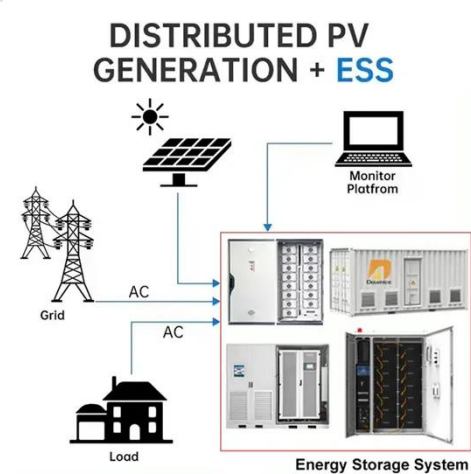 DISTRIBUTED PV
GENERATION + ESS
Monitor
Platfrom
AC
Grid
AC
Load
Energy Storage System